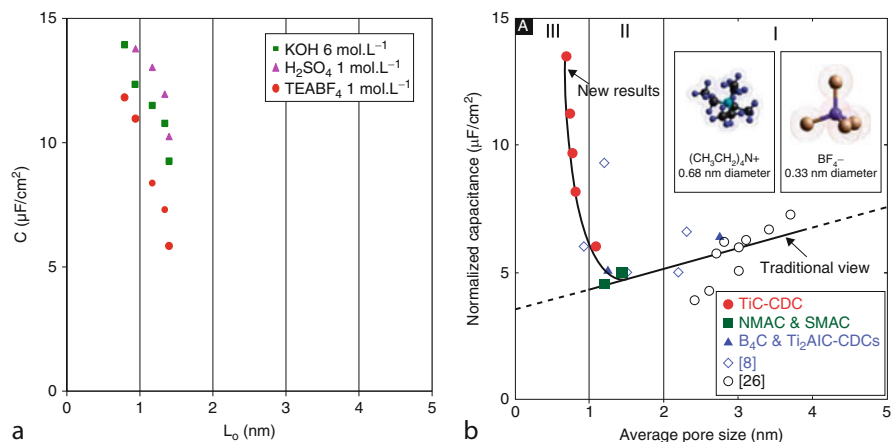 15
10
5
0
0
1
2
3
4
5
C (µF/cm²)
Lₒ (nm)
KOH 6 mol.L⁻¹
H₂SO₄ 1 mol.L⁻¹
TEABF₄ 1 mol.L⁻¹
a
15
10
5
0
0
1
2
3
4
5
Normalized capacitance (µF/cm²)
Average pore size (nm)
A
III
II
I
New results
(CH3CH2)4N+
0.68 nm diameter
BF4–
0.33 nm diameter
Traditional view
TiC-CDC
NMAC & SMAC
B₄C & Ti₂AlC-CDCs
[8]
[26]
b